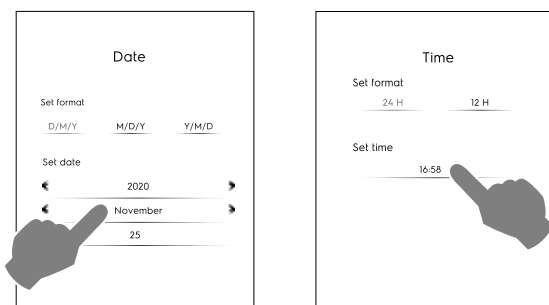 Date
Set format
D/M/Y M/D/Y Y/M/D
Set date
2020
November
25
Time
Set format
24 H 12 H
Set time
16:58